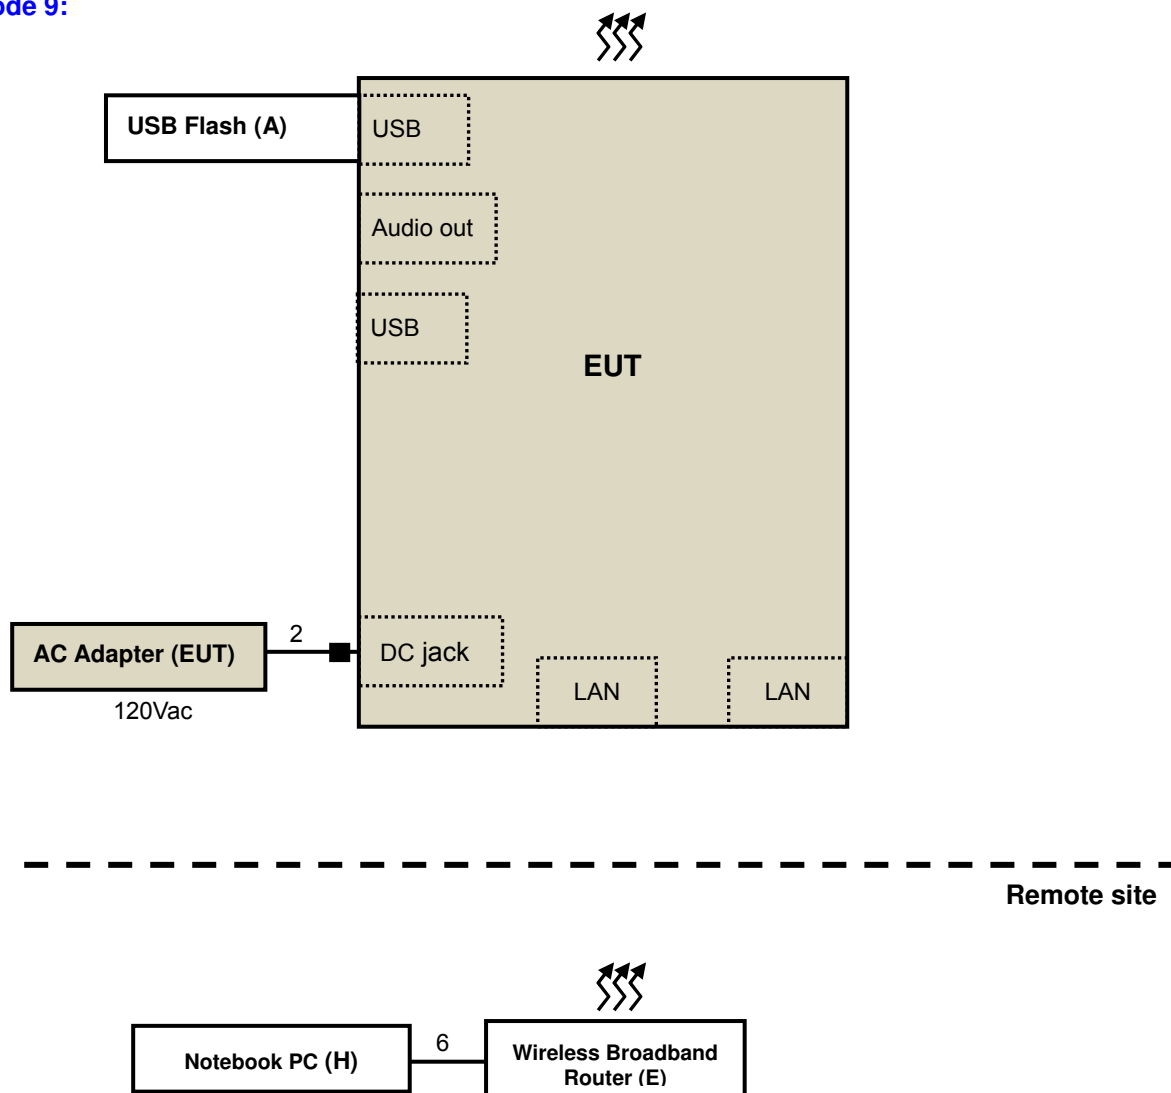 9:
USB Flash (A)
USB
Audio out
USB
EUT
2
AC Adapter (EUT)
DC jack
LAN
LAN
120Vac
Remote site
6
Notebook PC (H)
Wireless Broadband
Router (E)